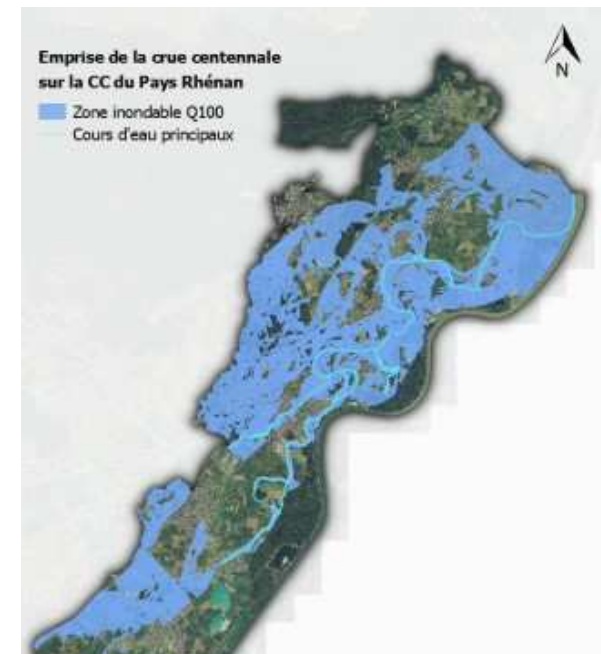 Emprise de la crue centennale
sur la CC du Pays Rhénan
Zone inondable Q100
Cours d'eau principaux
N